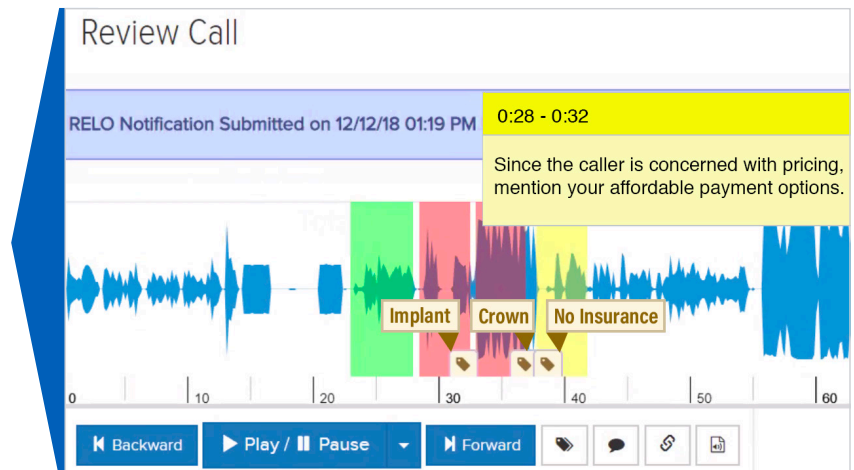 Review Call
RELO Notification Submitted on 12/12/18 01:19 PM
0:28 - 0:32
Since the caller is concerned with pricing,
mention your affordable payment options.
Implant
Crown
No Insurance
0 10 20 30 40 50 60
Backward
Play / Pause
Forward